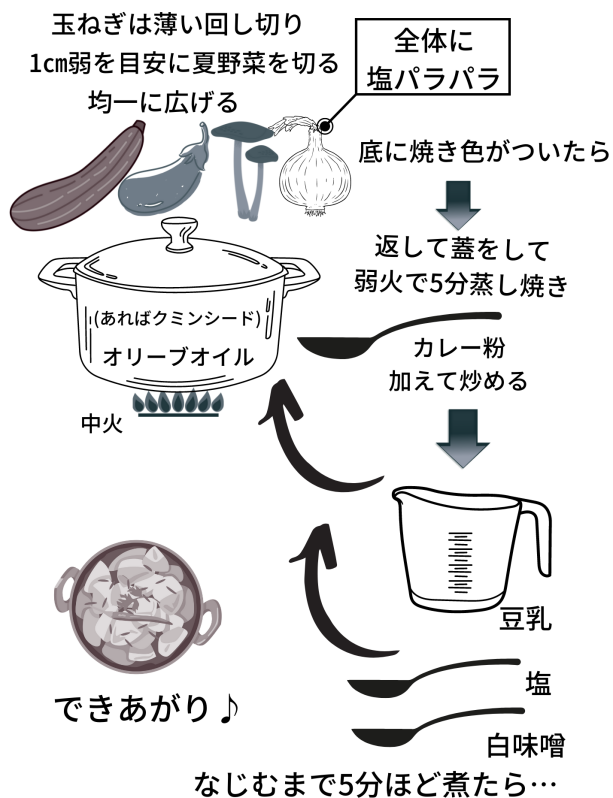 玉ねぎは薄い回し切り
1cm弱を目安に夏野菜を切る
均一に広げる
全体に
塩パラパラ
底に焼き色がついたら
返して蓋をして
弱火で5分蒸し焼き
(あればクミンシード)
オリーブオイル
中火
カレー粉
加えて炒める
豆乳
塩
白味噌
なじむまで5分ほど煮たら…
できあがり♪